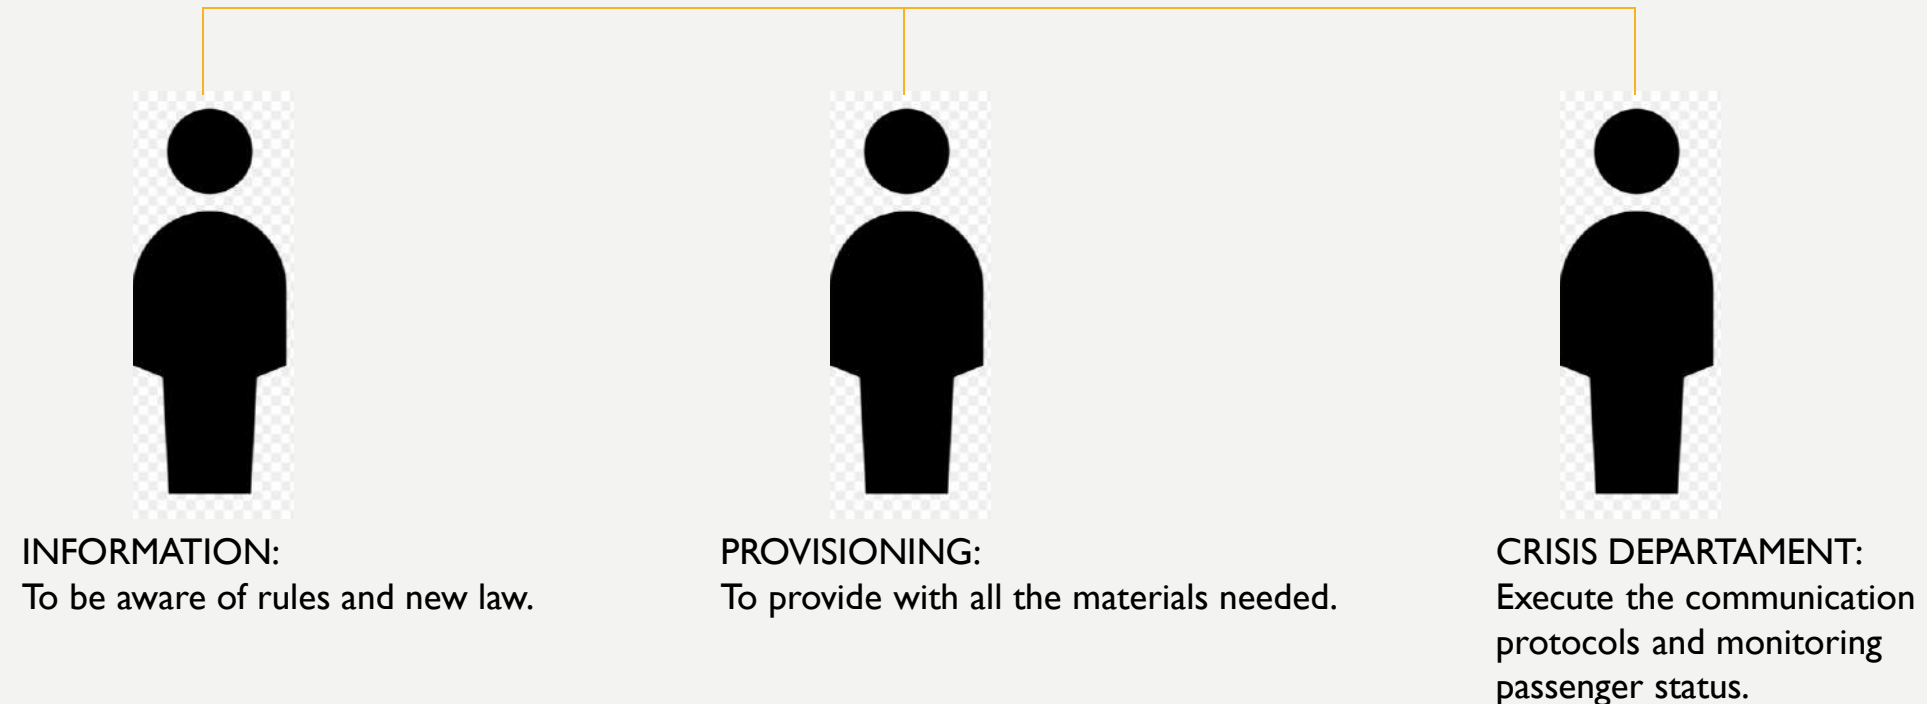 INFORMATION:
To be aware of rules and new law.
PROVISIONING:
To provide with all the materials needed.
CRISIS DEPARTAMENT:
Execute the communication
protocols and monitoring
passenger status.